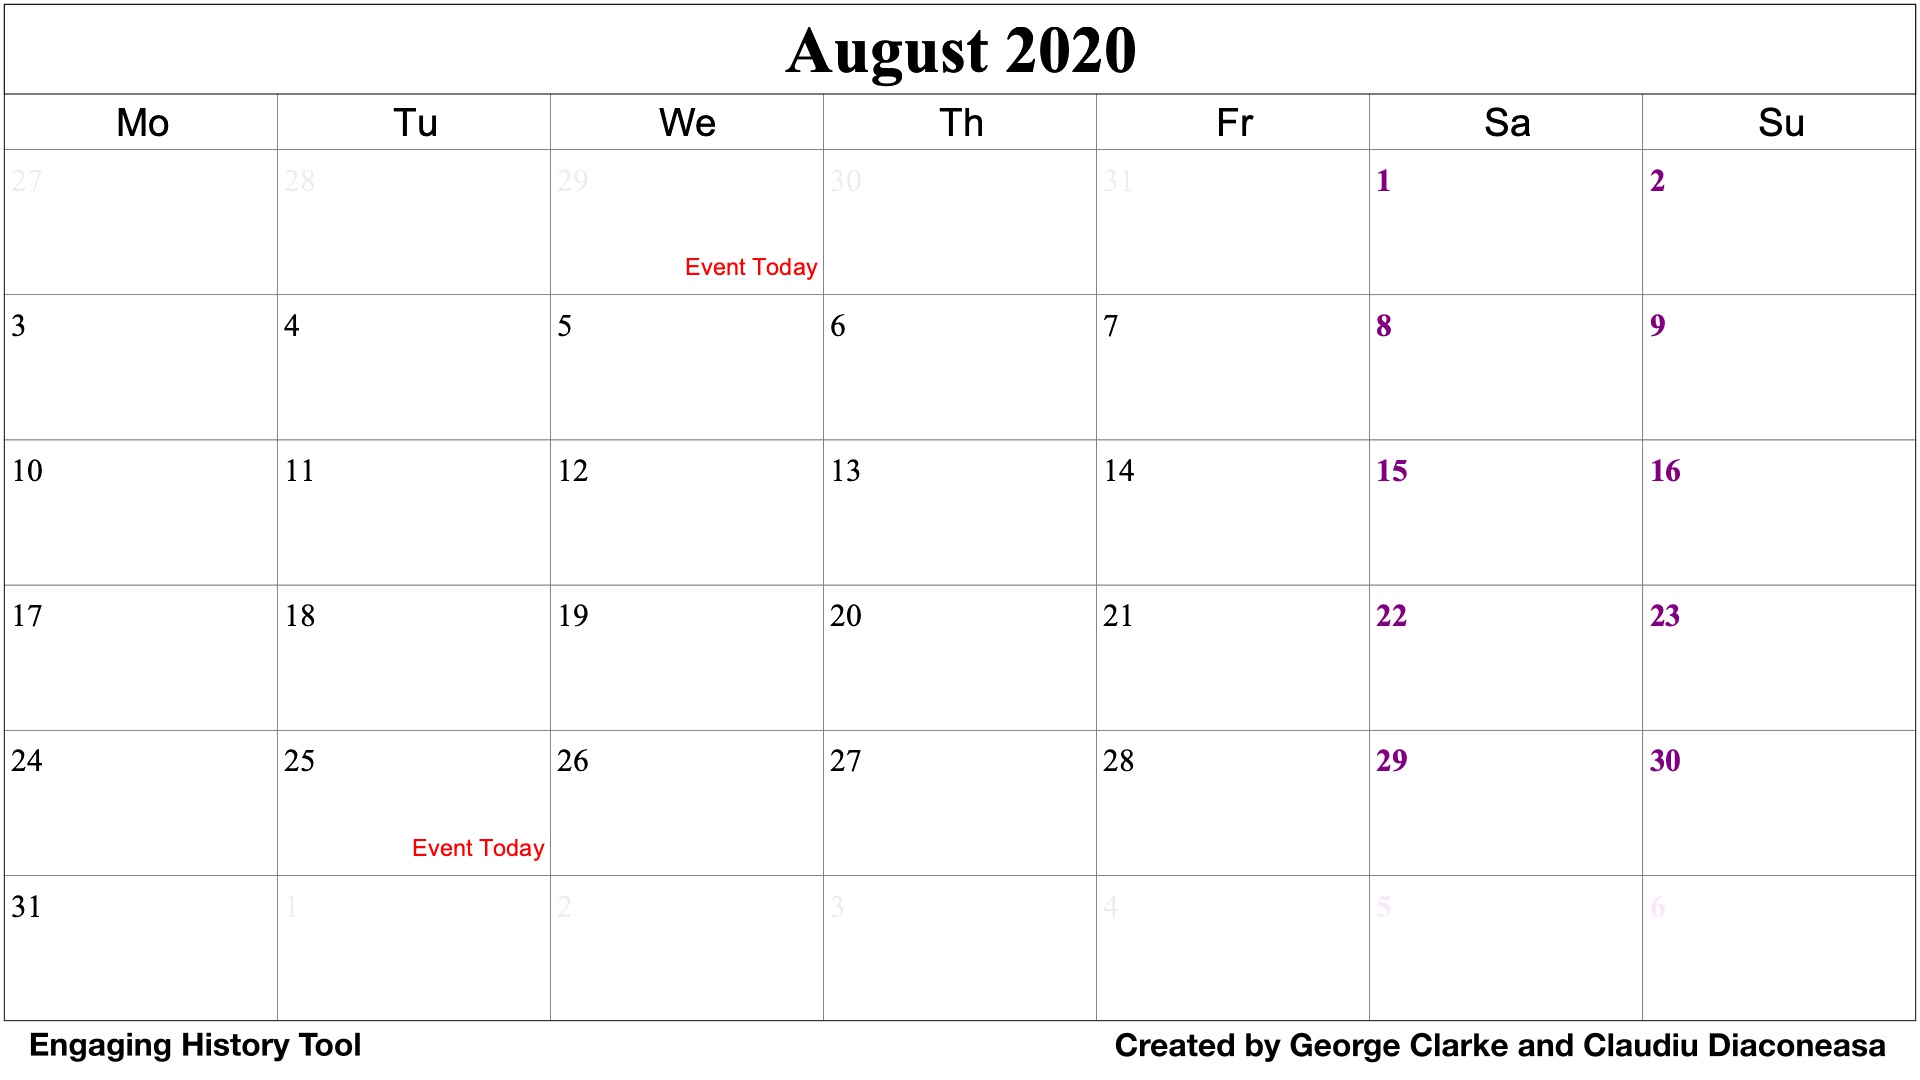 August 2020
Mo Tu We Th Fr Sa Su
27 28 29 30 31 1 2
Event Today
3 4 5 6 7 8 9
10 11 12 13 14 15 16
17 18 19 20 21 22 23
24 25 26 27 28 29 30
Event Today
31 1 2 3 4 5 6
Engaging History Tool Created by George Clarke and Claudiu Diaconeasa